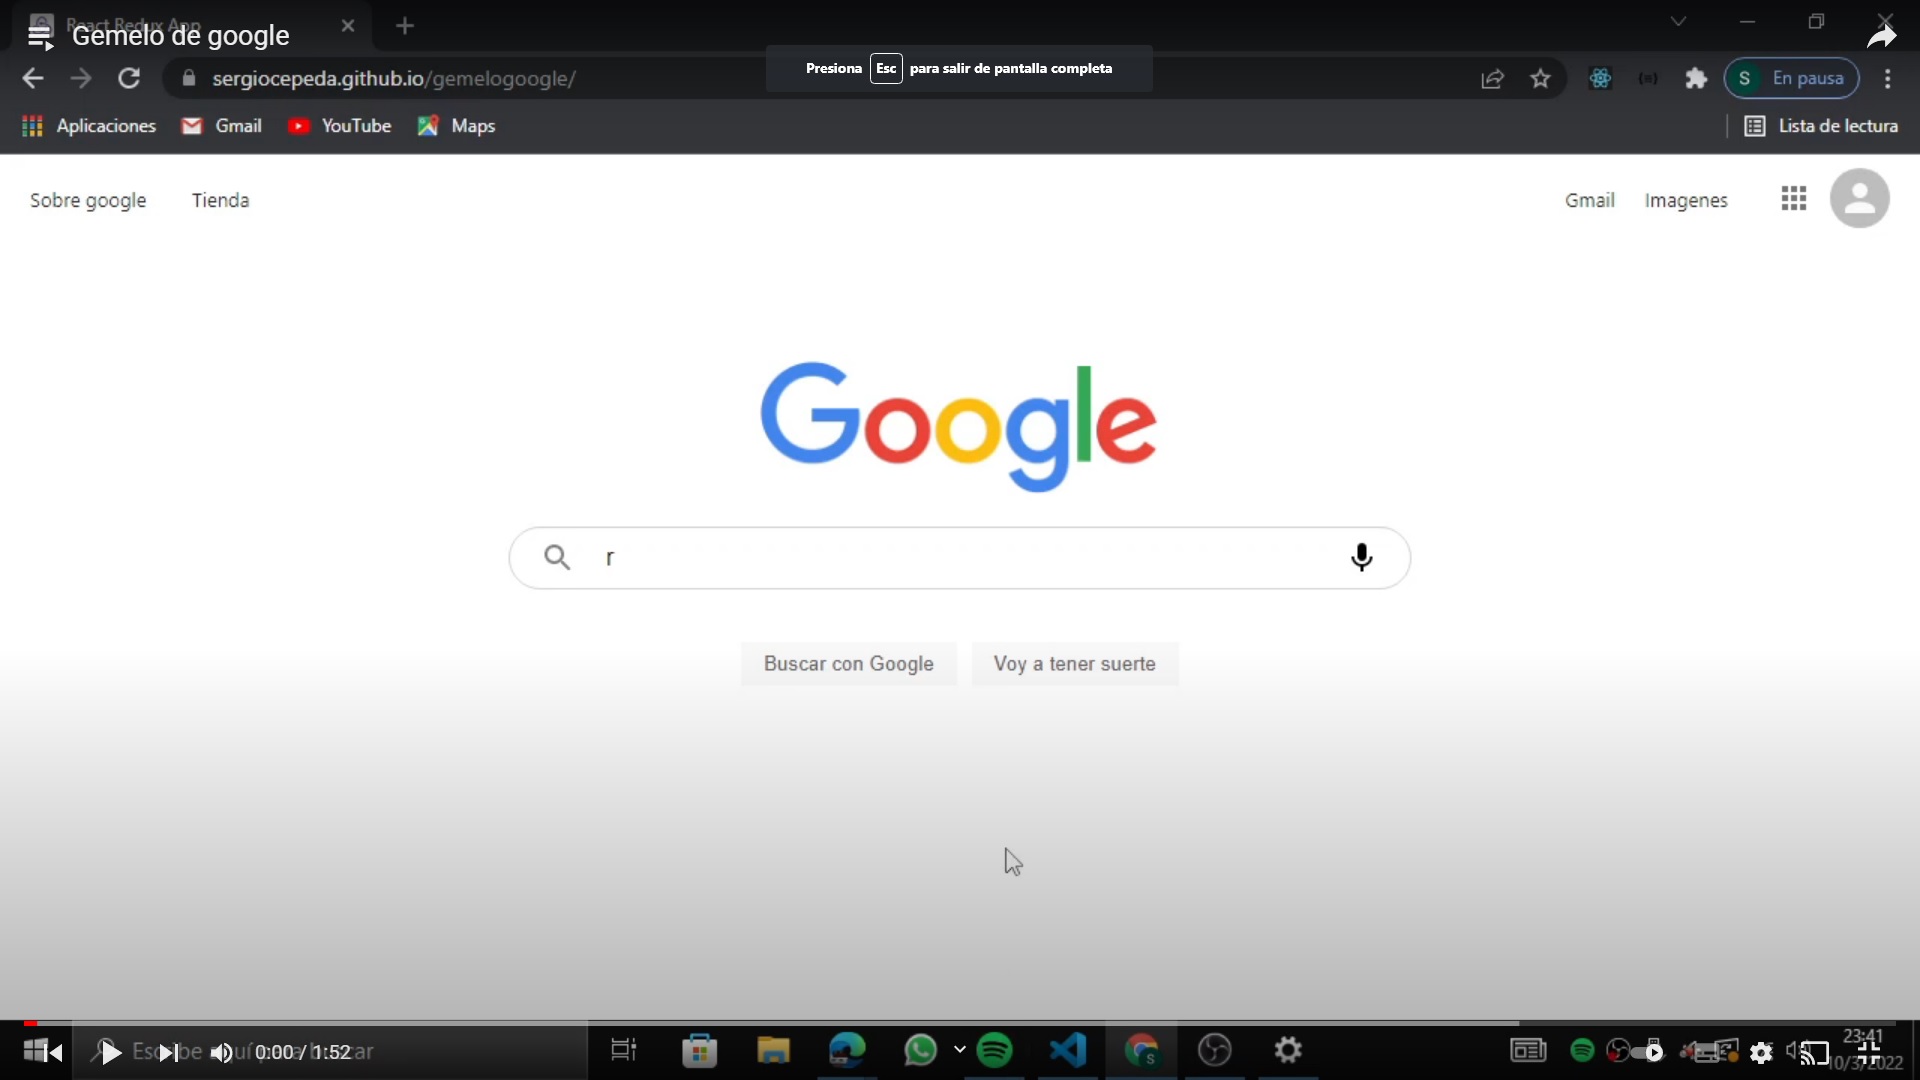 React Redux App
Gemelo de google
sergiocepeda.github.io/gemelogoogle/
Presiona Esc para salir de pantalla completa
S En pausa
Aplicaciones Gmail YouTube Maps
Lista de lectura
Sobre google Tienda
Gmail Imagenes
Google
r
Buscar con Google Voy a tener suerte
Escribe aquí para buscar
0:00 / 1:52
S
23:41
10/3/2022